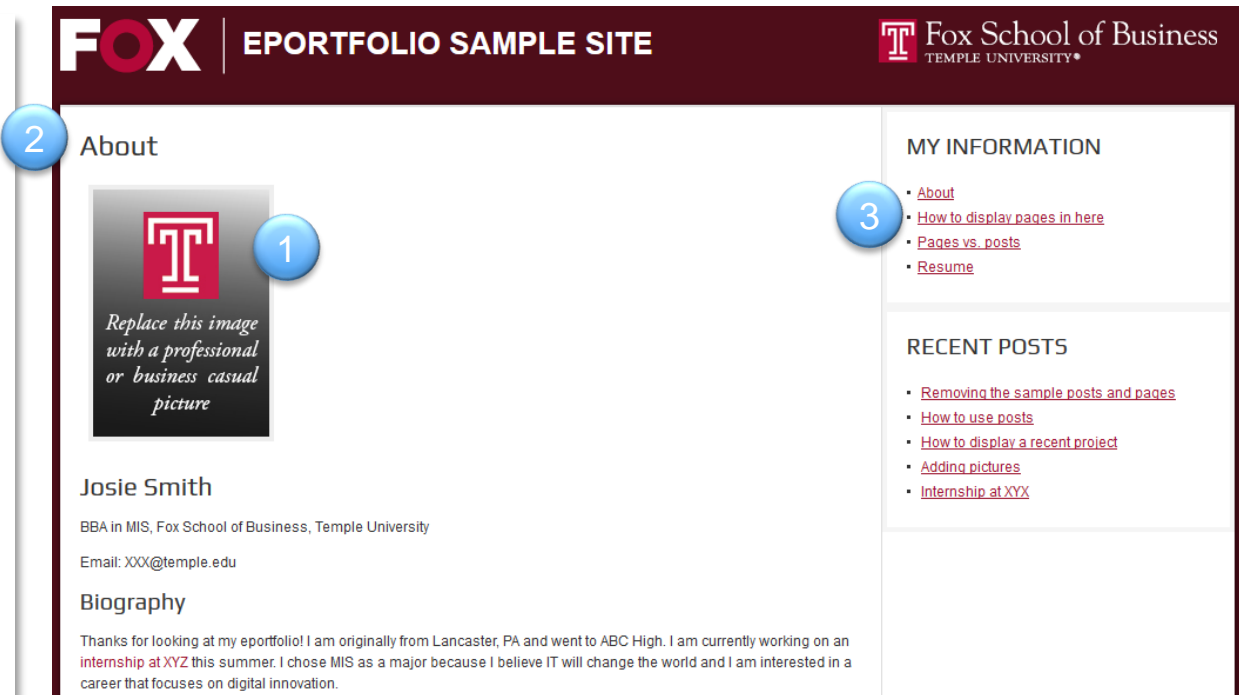 FOX EPORTFOLIO SAMPLE SITE
T Fox School of Business
TEMPLE UNIVERSITY®
2
About
T
1
Replace this image
with a professional
or business casual
picture
Josie Smith
BBA in MIS, Fox School of Business, Temple University
Email: XXX@temple.edu
Biography
Thanks for looking at my eportfolio! I am originally from Lancaster, PA and went to ABC High. I am currently working on an
internship at XYZ this summer. I chose MIS as a major because I believe IT will change the world and I am interested in a
career that focuses on digital innovation.
MY INFORMATION
3
▪ About
▪ How to display pages in here
▪ Pages vs. posts
▪ Resume
RECENT POSTS
▪ Removing the sample posts and pages
▪ How to use posts
▪ How to display a recent project
▪ Adding pictures
▪ Internship at XYX